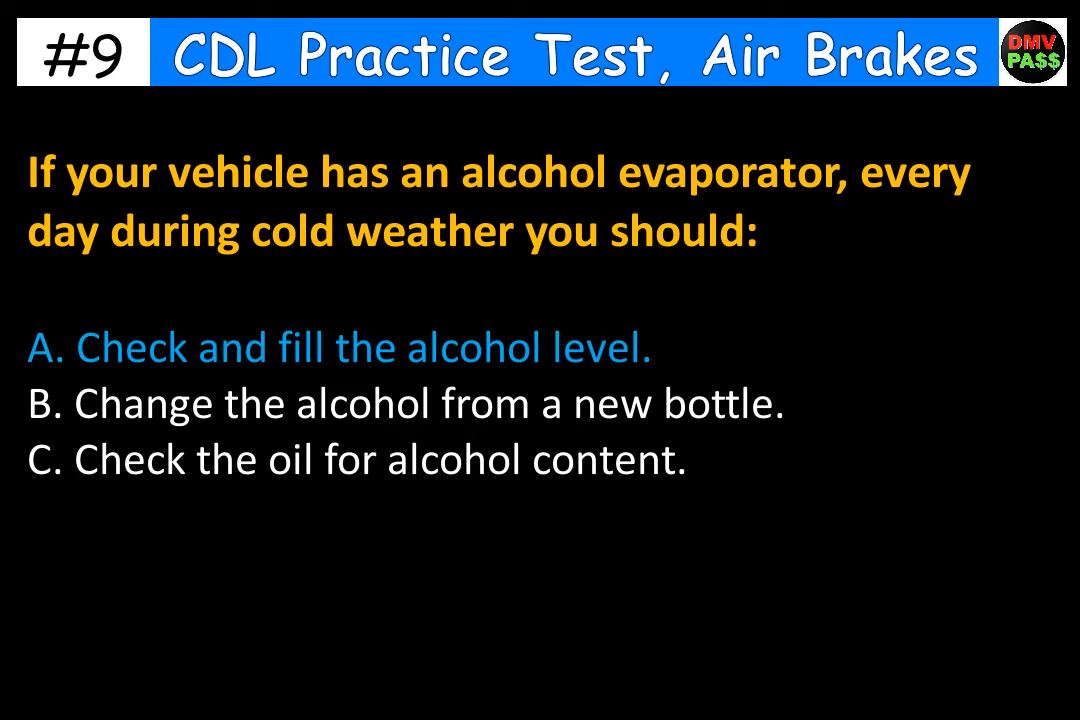 #9 CDL Practice Test, Air Brakes
DMV
PA$$
If your vehicle has an alcohol evaporator, every
day during cold weather you should:
A. Check and fill the alcohol level.
B. Change the alcohol from a new bottle.
C. Check the oil for alcohol content.